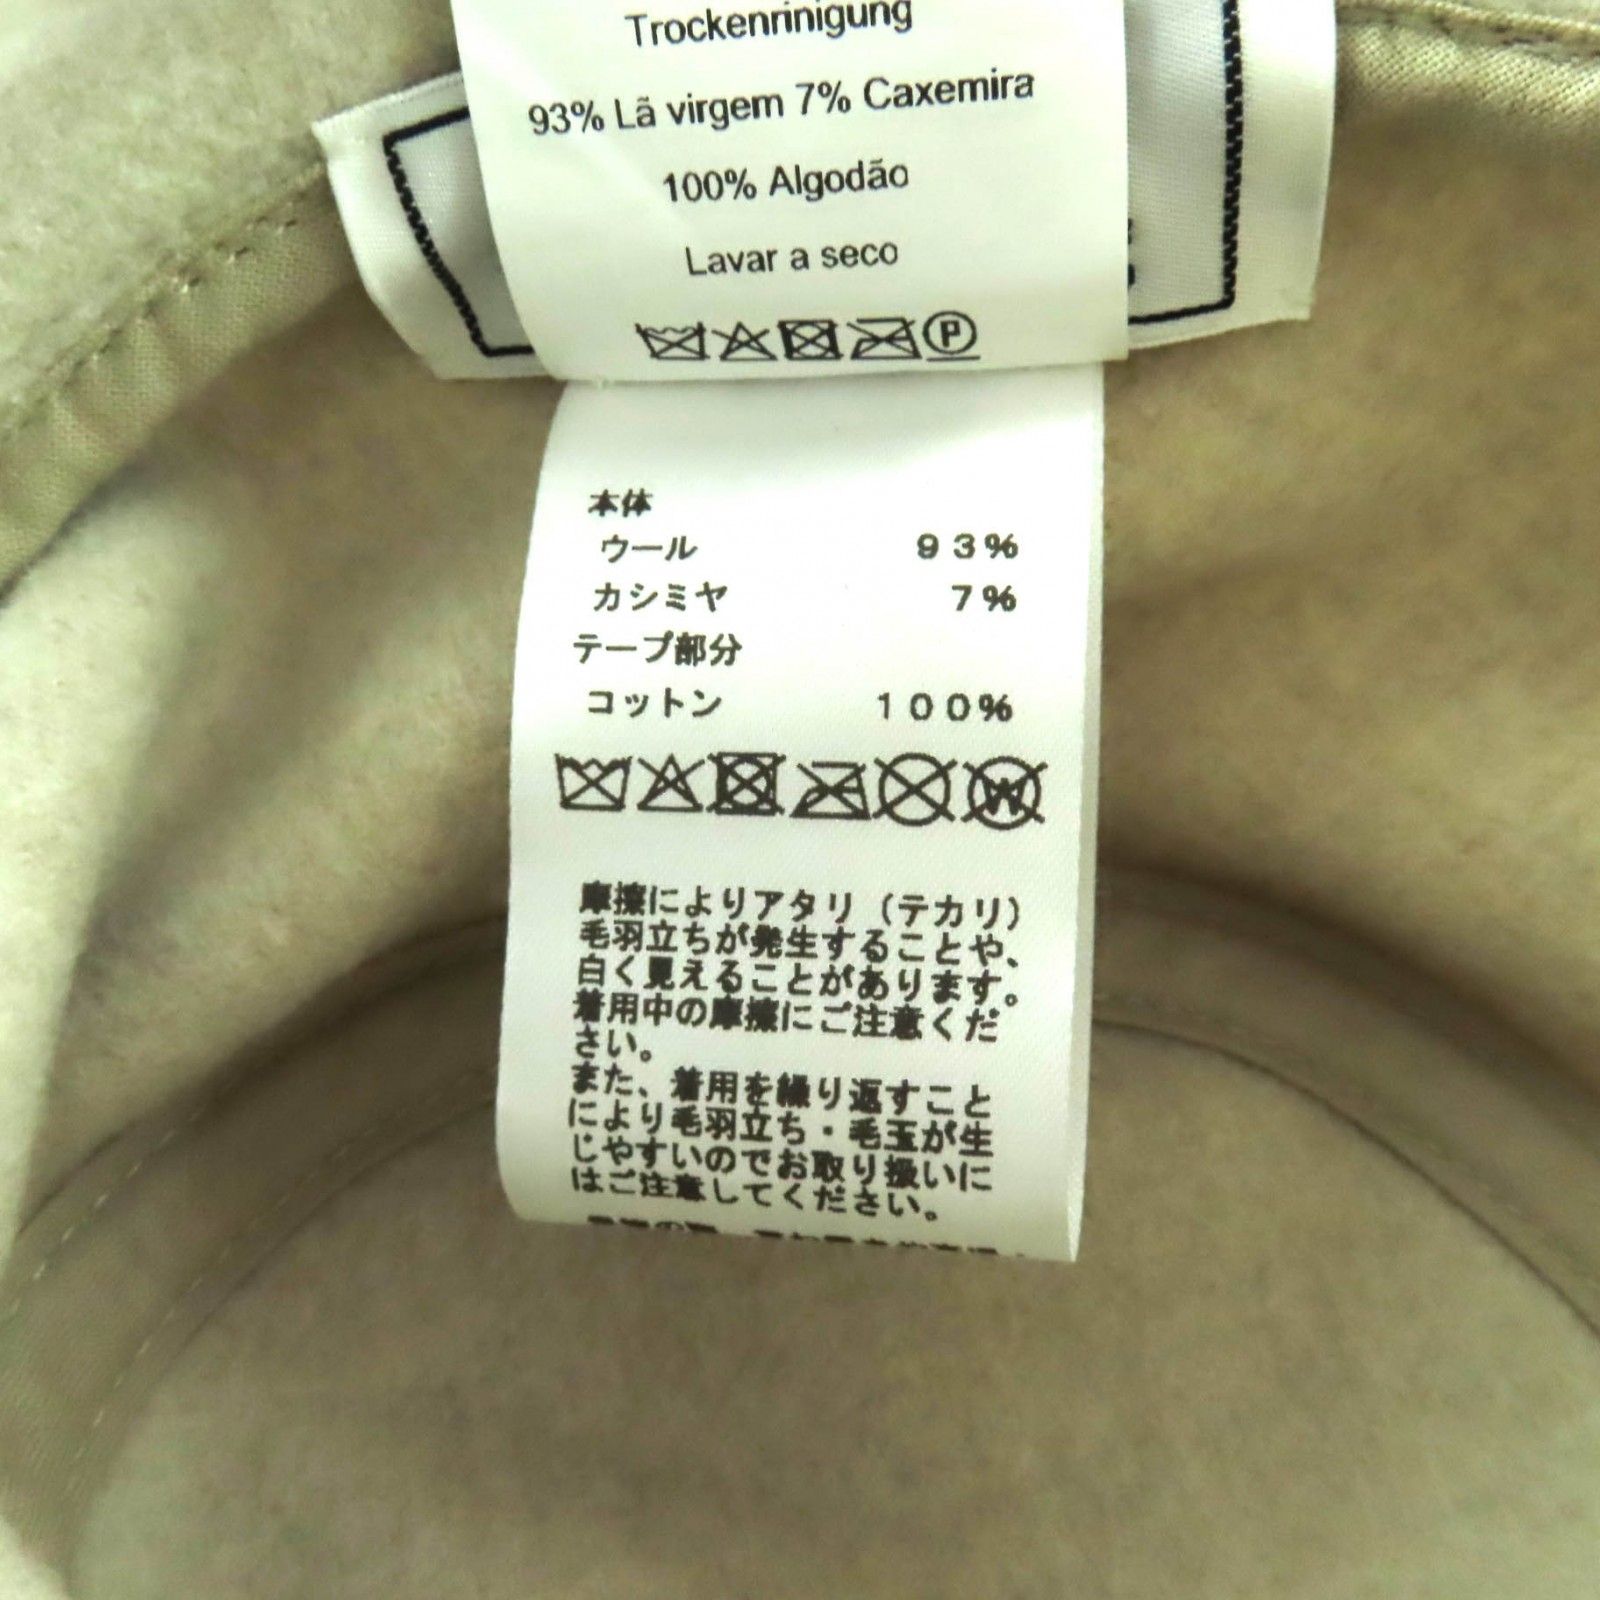 Trockenrinigung
93% Lã virgem 7% Caxemira
100% Algodão
Lavar a seco
P
本体
ウール 93%
カシミヤ 7%
テープ部分
コットン 100%
W
摩擦によりアタリ（テカリ）
毛羽立ちが発生することや、
白く見えることがあります。
着用中の摩擦にご注意くだ
さい。
また、着用を繰り返すこと
により毛羽立ち・毛玉が生
じやすいのでお取り扱いに
はご注意してください。